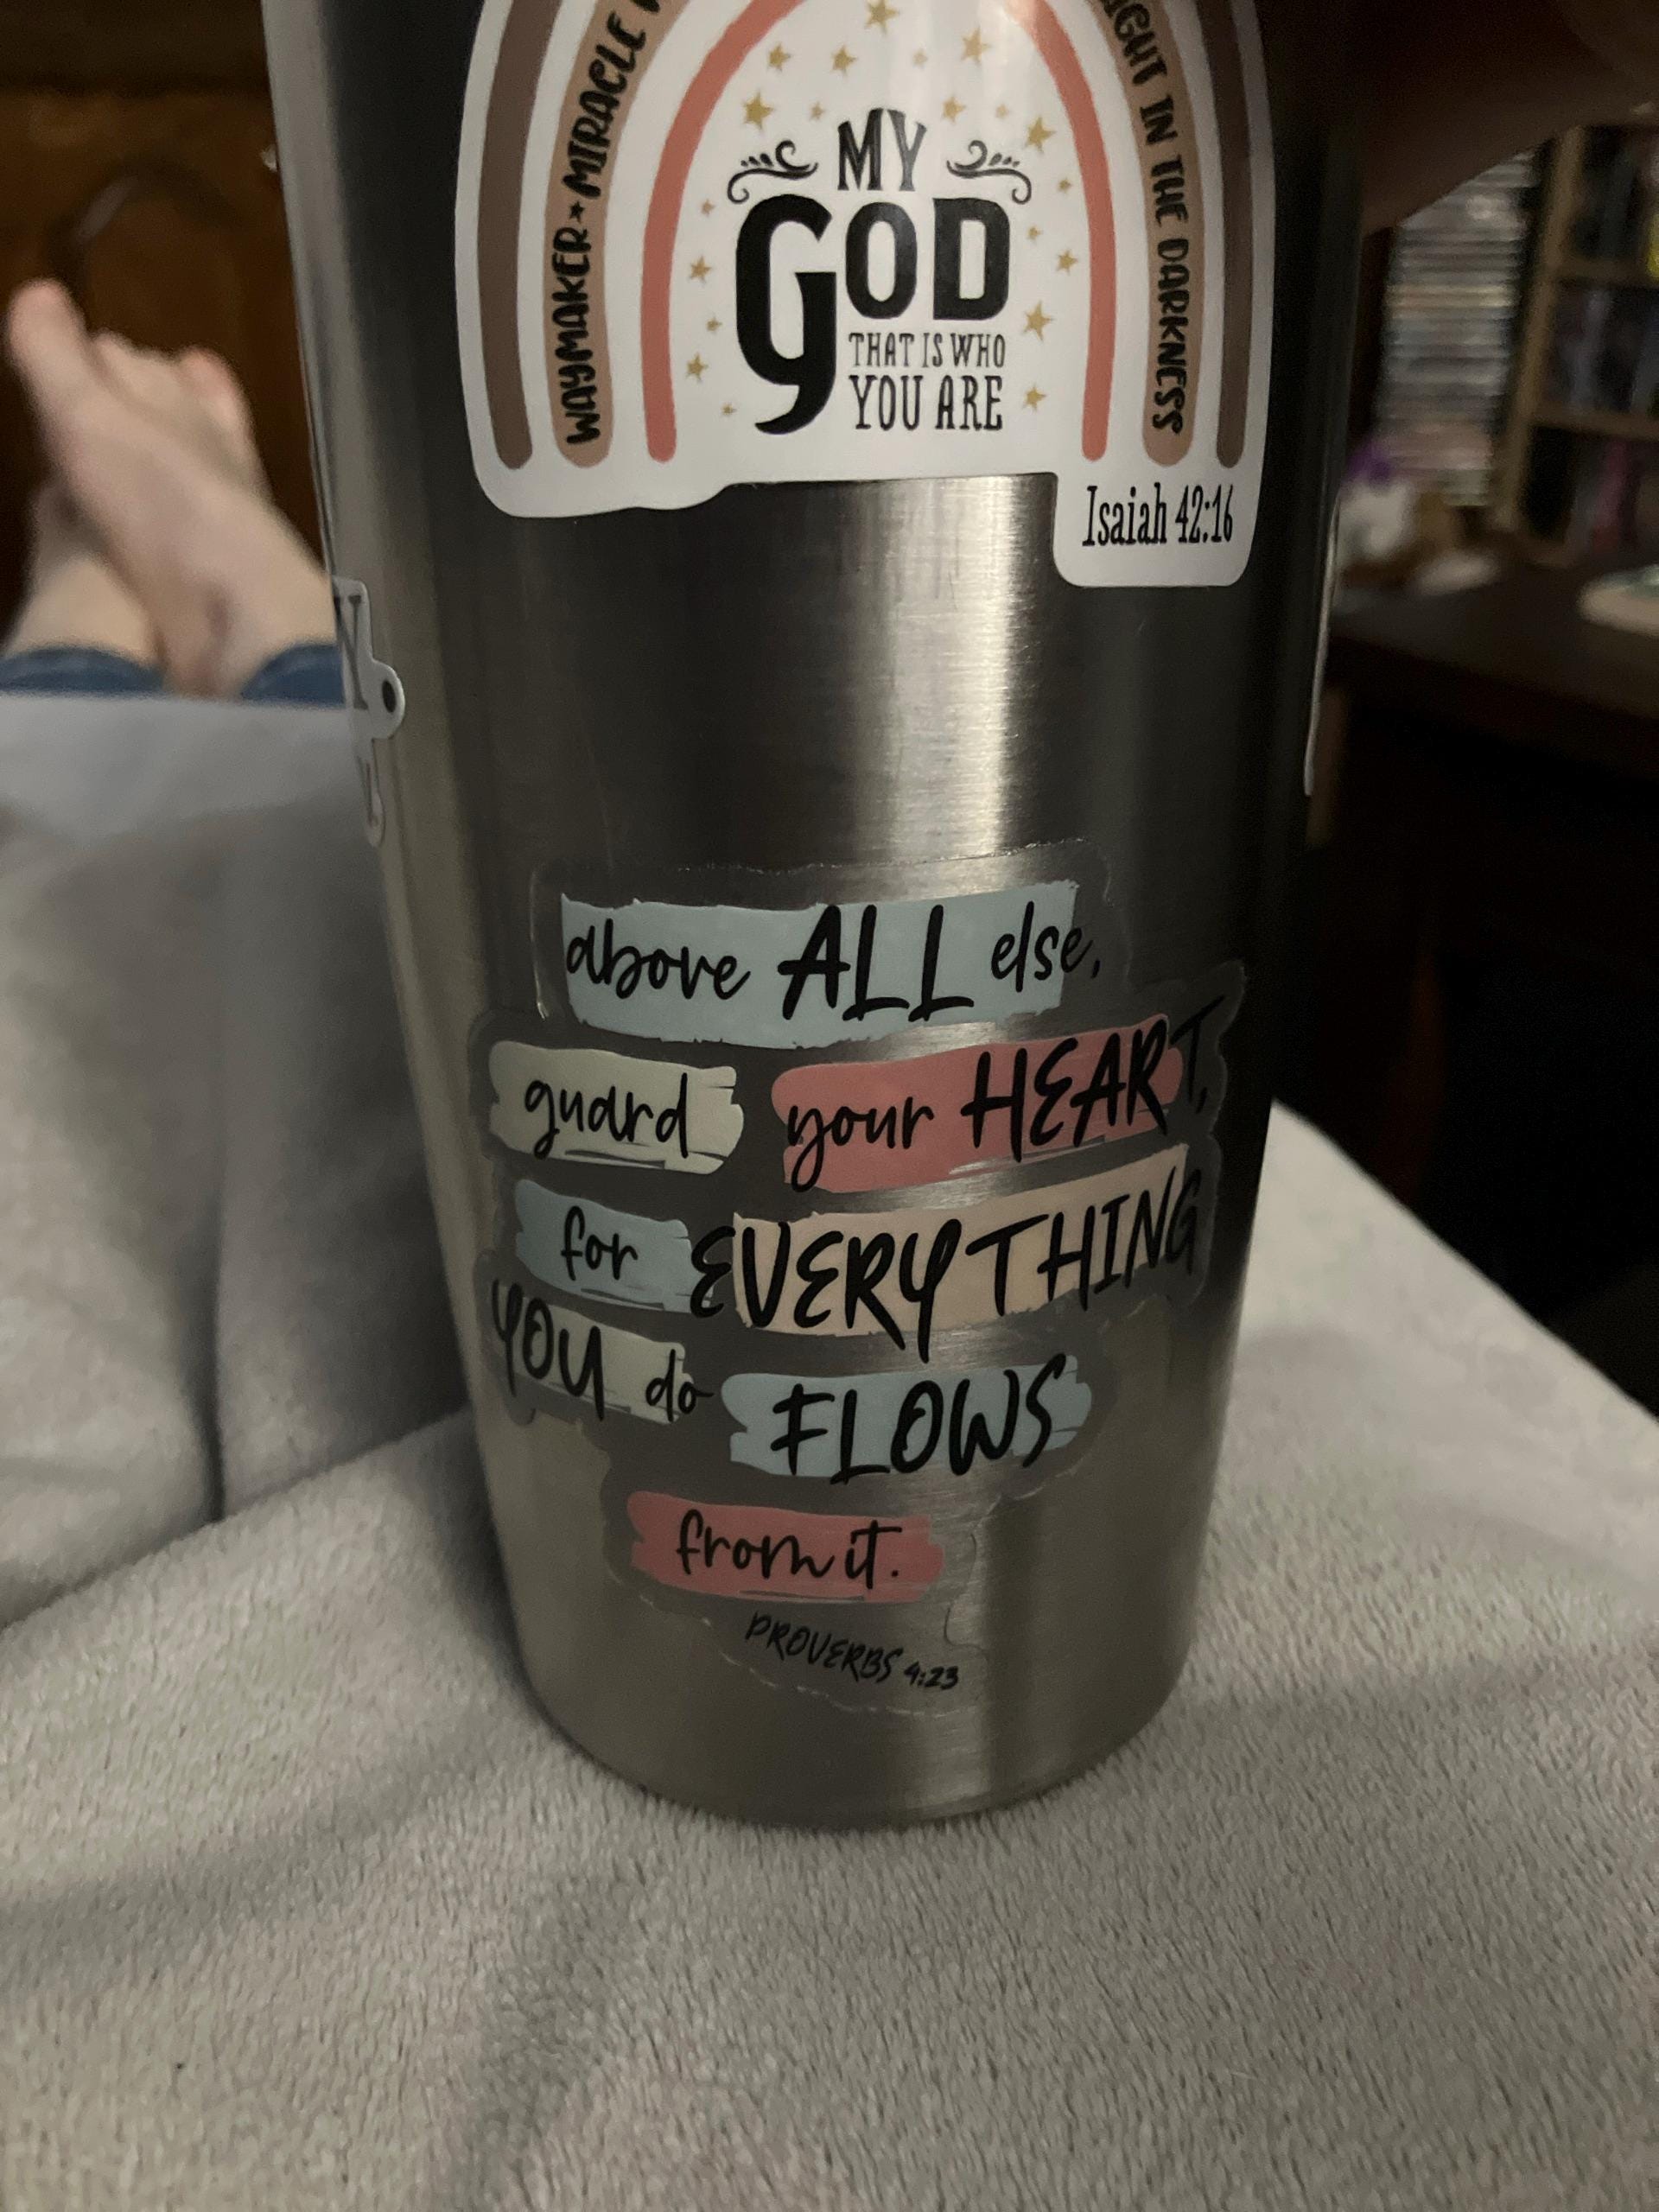 WAYMAKER★MIRACLE
IGHT IN THE DARKNESS
MY
GOD
THAT IS WHO
YOU ARE
Isaiah 42:16
above ALL else,
guard your HEART,
for EVERYTHING
YOU do FLOWS
from it.
PROVERBS 4:23